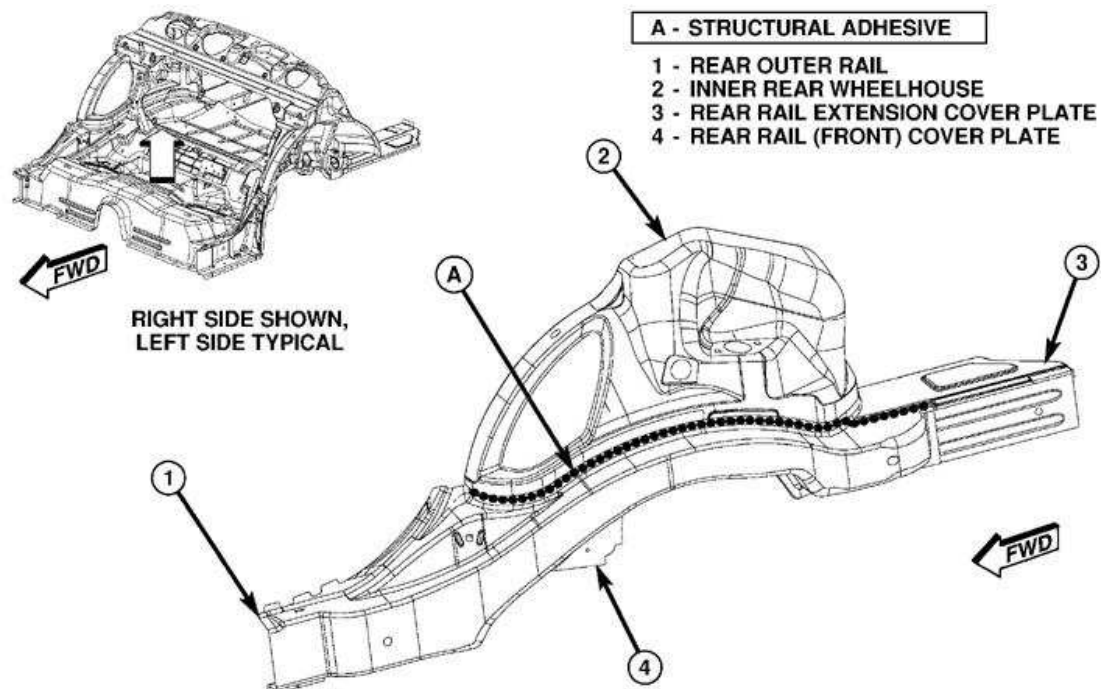 A - STRUCTURAL ADHESIVE
1 - REAR OUTER RAIL
2 - INNER REAR WHEELHOUSE
3 - REAR RAIL EXTENSION COVER PLATE
4 - REAR RAIL (FRONT) COVER PLATE
2
FWD
A
3
RIGHT SIDE SHOWN,
LEFT SIDE TYPICAL
1
FWD
4